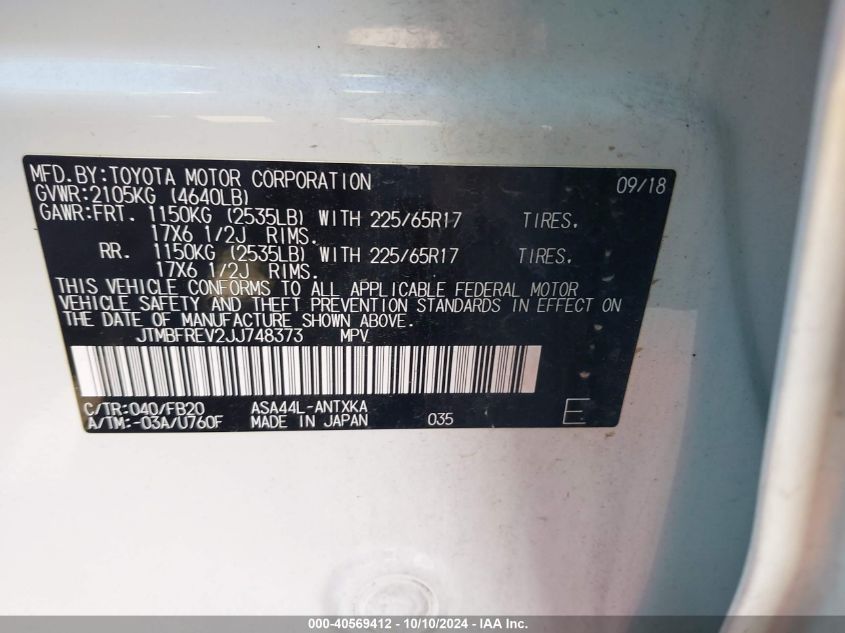 MFD.BY:TOYOTA MOTOR CORPORATION 09/18
GVWR:2105KG (4640LB)
GAWR:FRT. 1150KG (2535LB) WITH 225/65R17 TIRES,
17X6 1/2J RIMS.
RR. 1150KG (2535LB) WITH 225/65R17 TIRES,
17X6 1/2J RIMS.
THIS VEHICLE CONFORMS TO ALL APPLICABLE FEDERAL MOTOR
VEHICLE SAFETY AND THEFT PREVENTION STANDARDS IN EFFECT ON
THE DATE OF MANUFACTURE SHOWN ABOVE.
JTMBFREV2JJ748373 MPV
C/TR:040/FB20 ASA44L-ANTXKA
A/TM:-03A/U760F MADE IN JAPAN 035 E
000-40569412 - 10/10/2024 - IAA Inc.